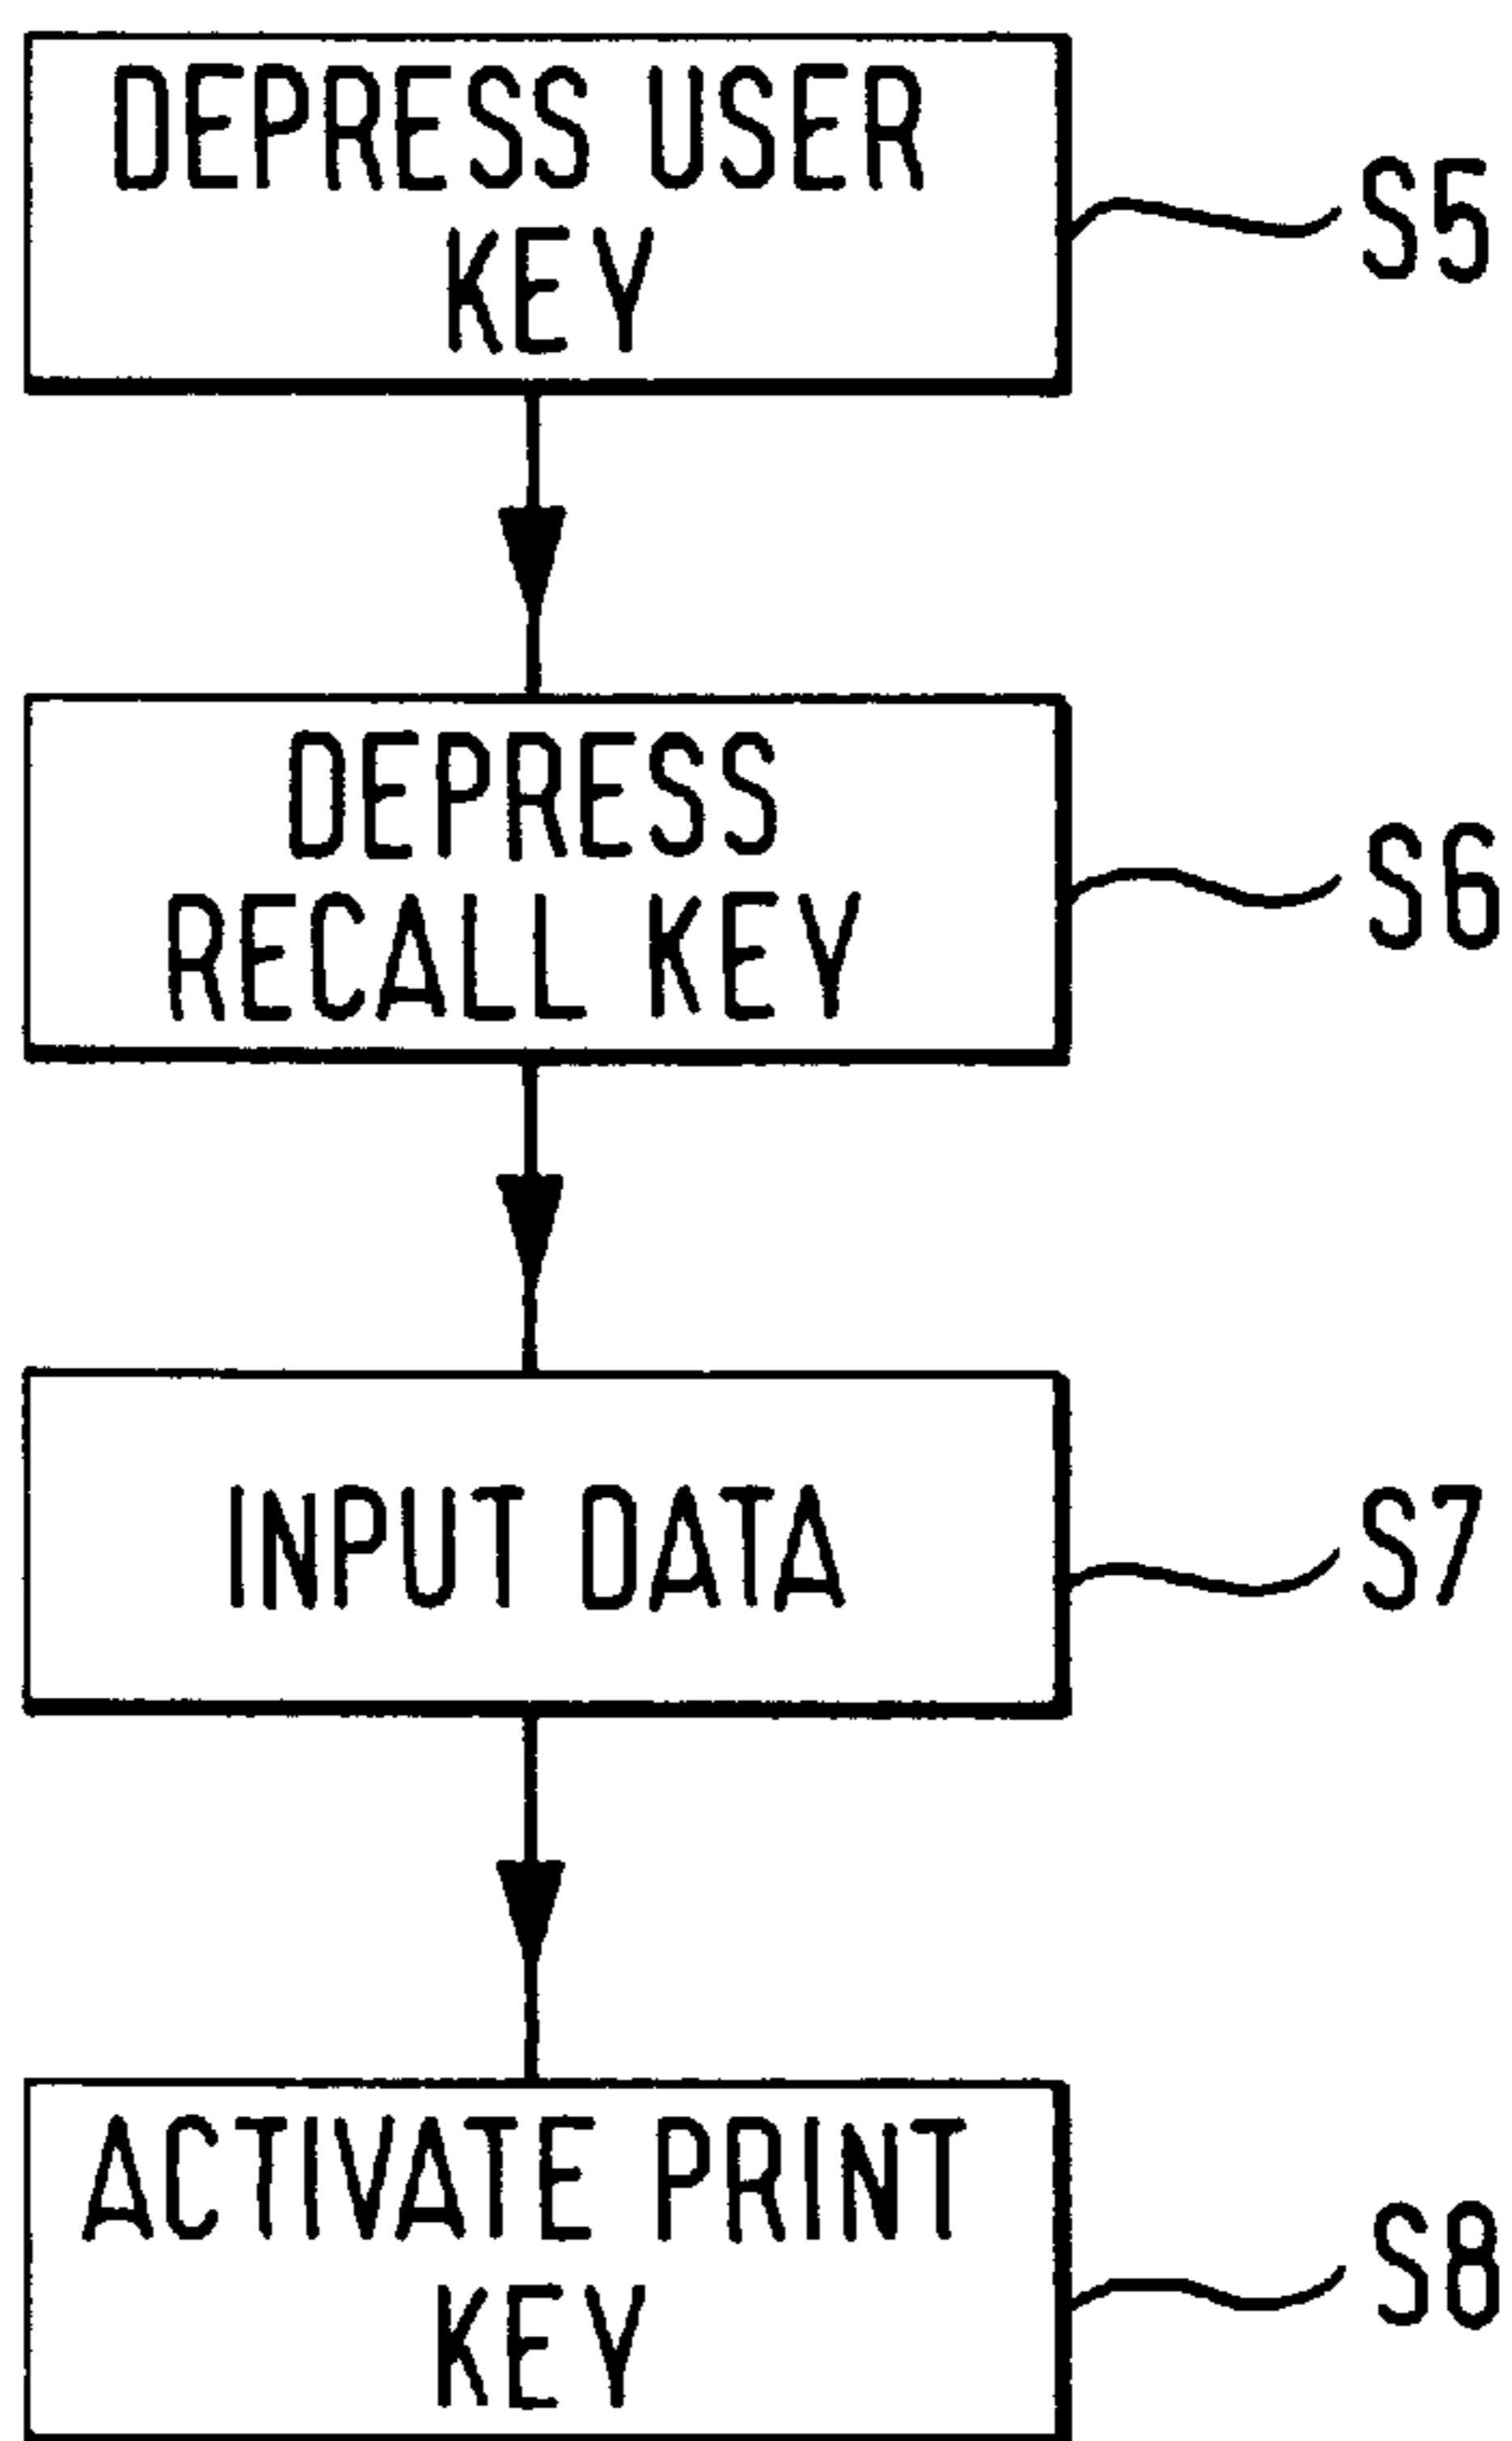 DEPRESS USER
KEY
S5
DEPRESS
RECALL KEY
S6
INPUT DATA
S7
ACTIVATE PRINT
KEY
S8